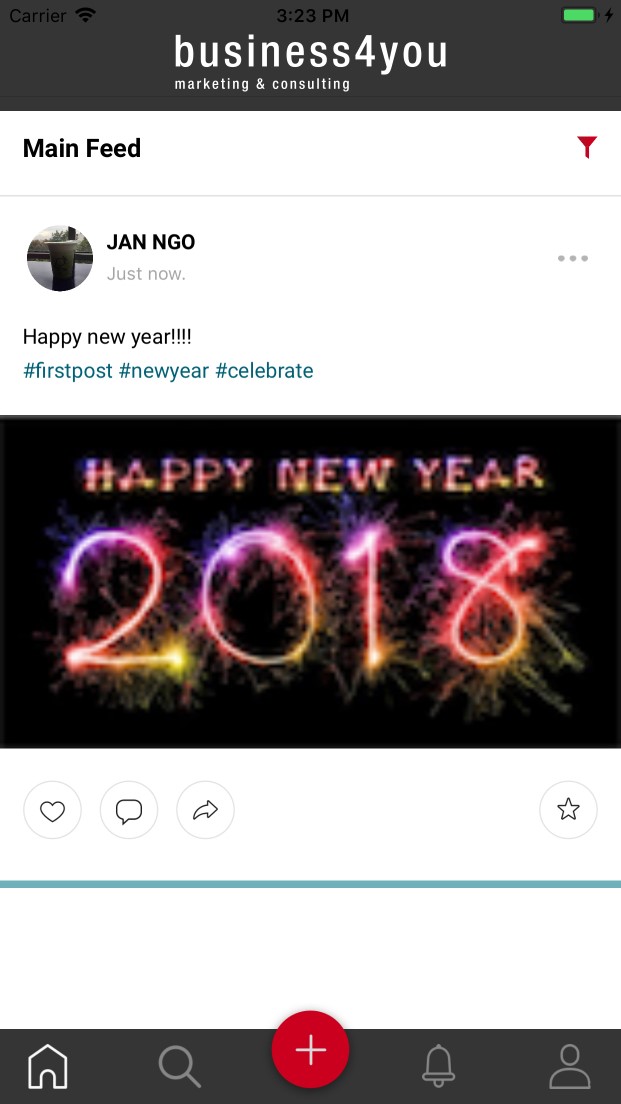 Carrier 3:23 PM
business4you
marketing & consulting
Main Feed
JAN NGO
Just now.
Happy new year!!!!
#firstpost #newyear #celebrate
HAPPY NEW YEAR
2018